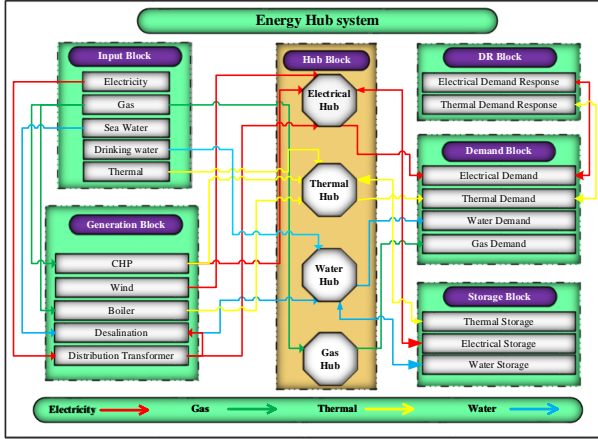 Energy Hub system
Input Block
Electricity
Gas
Sea Water
Drinking water
Thermal
Generation Block
CHP
Wind
Boiler
Desalination
Distribution Transformer
Hub Block
Electrical
Hub
Thermal
Hub
Water
Hub
Gas
Hub
DR Block
Electrical Demand Response
Thermal Demand Response
Demand Block
Electrical Demand
Thermal Demand
Water Demand
Gas Demand
Storage Block
Thermal Storage
Electrical Storage
Water Storage
Electricity Gas Thermal Water